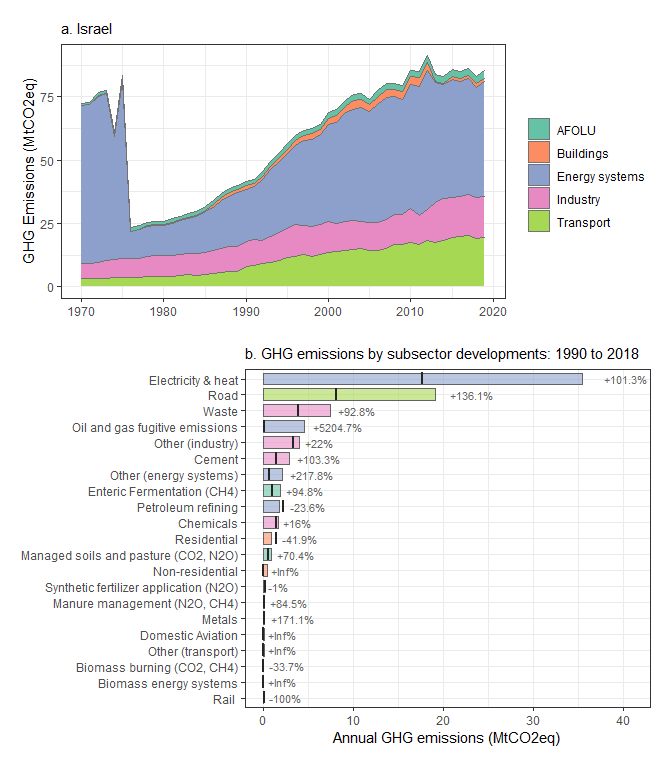 a. Israel
GHG Emissions (MtCO2eq)
75
50
25
0
1970
1980
1990
2000
2010
2020
AFOLU
Buildings
Energy systems
Industry
Transport
b. GHG emissions by subsector developments: 1990 to 2018
Electricity & heat +101.3%
Road +136.1%
Waste +92.8%
Oil and gas fugitive emissions +5204.7%
Other (industry) +22%
Cement +103.3%
Other (energy systems) +217.8%
Enteric Fermentation (CH4) +94.8%
Petroleum refining -23.6%
Chemicals +16%
Residential -41.9%
Managed soils and pasture (CO2, N2O) +70.4%
Non-residential +Inf%
Synthetic fertilizer application (N2O) -1%
Manure management (N2O, CH4) +84.5%
Metals +171.1%
Domestic Aviation +Inf%
Other (transport) +Inf%
Biomass burning (CO2, CH4) -33.7%
Biomass energy systems +Inf%
Rail -100%
0
10
20
30
40
Annual GHG emissions (MtCO2eq)